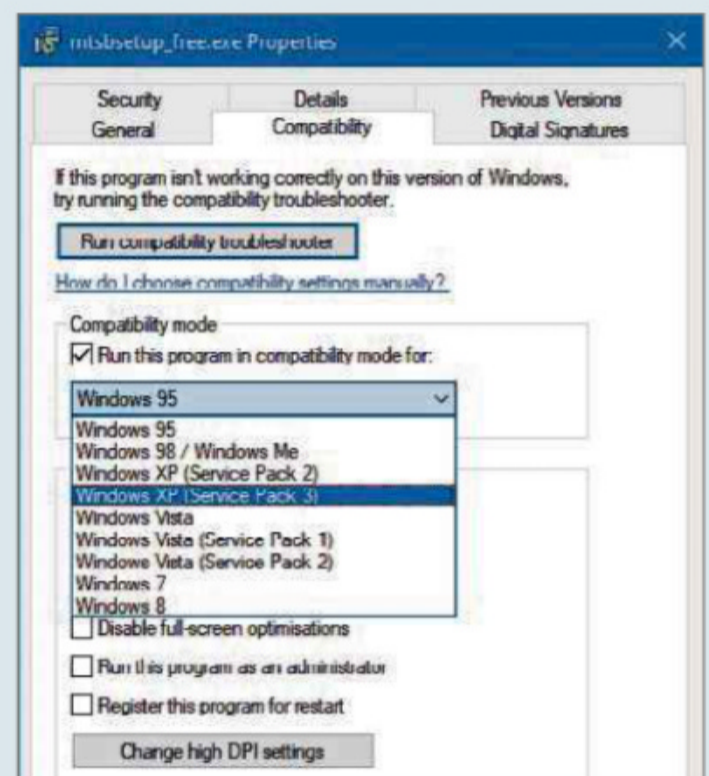 mtsbsetup_free.exe Properties
Security Details Previous Versions
General Compatibility Digital Signatures
If this program isn't working correctly on this version of Windows,
try running the compatibility troubleshooter.
Run compatibility troubleshooter
How do I choose compatibility settings manually?
Compatibility mode
Run this program in compatibility mode for:
Windows 95
Windows 95
Windows 98 / Windows Me
Windows XP (Service Pack 2)
Windows XP (Service Pack 3)
Windows Vista
Windows Vista (Service Pack 1)
Windows Vista (Service Pack 2)
Windows 7
Windows 8
Disable full-screen optimisations
Run this program as an administrator
Register this program for restart
Change high DPI settings